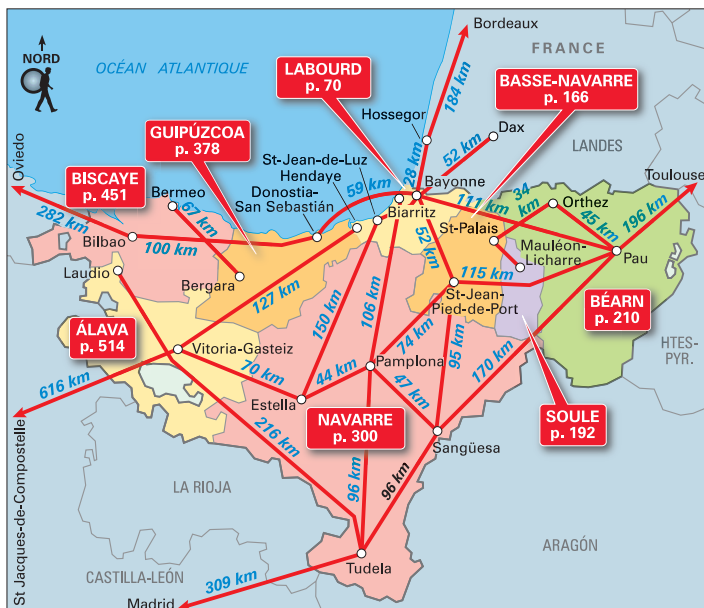 Bordeaux
NORD
FRANCE
OCÉAN ATLANTIQUE
LABOURD
p. 70
BASSE-NAVARRE
p. 166
184 km
Hossegor
Dax
LANDES
GUIPÚZCOA
p. 378
28 km
52 km
Oviedo
St-Jean-de-Luz
Hendaye
Toulouse
BISCAYE
p. 451
Donostia-
San Sebastián
59 km
Bayonne
Bermeo
67 km
Biarritz
111 km
34
km
Orthez
45 km
196 km
282 km
Bilbao
100 km
52 km
St-Palais
Mauléon-
Licharre
Pau
Laudio
Bergara
127 km
115 km
150 km
106 km
St-Jean-
Pied-de-Port
BÉARN
p. 210
ÁLAVA
p. 514
Vitoria-Gasteiz
74 km
95 km
170 km
HTES-
PYR.
616 km
70 km
44 km
Pamplona
47 km
Estella
NAVARRE
p. 300
SOULE
p. 192
216 km
Sangüesa
St Jacques-de-Compostelle
LA RIOJA
96 km
96 km
ARAGÓN
Tudela
CASTILLA-LEÓN
309 km
Madrid